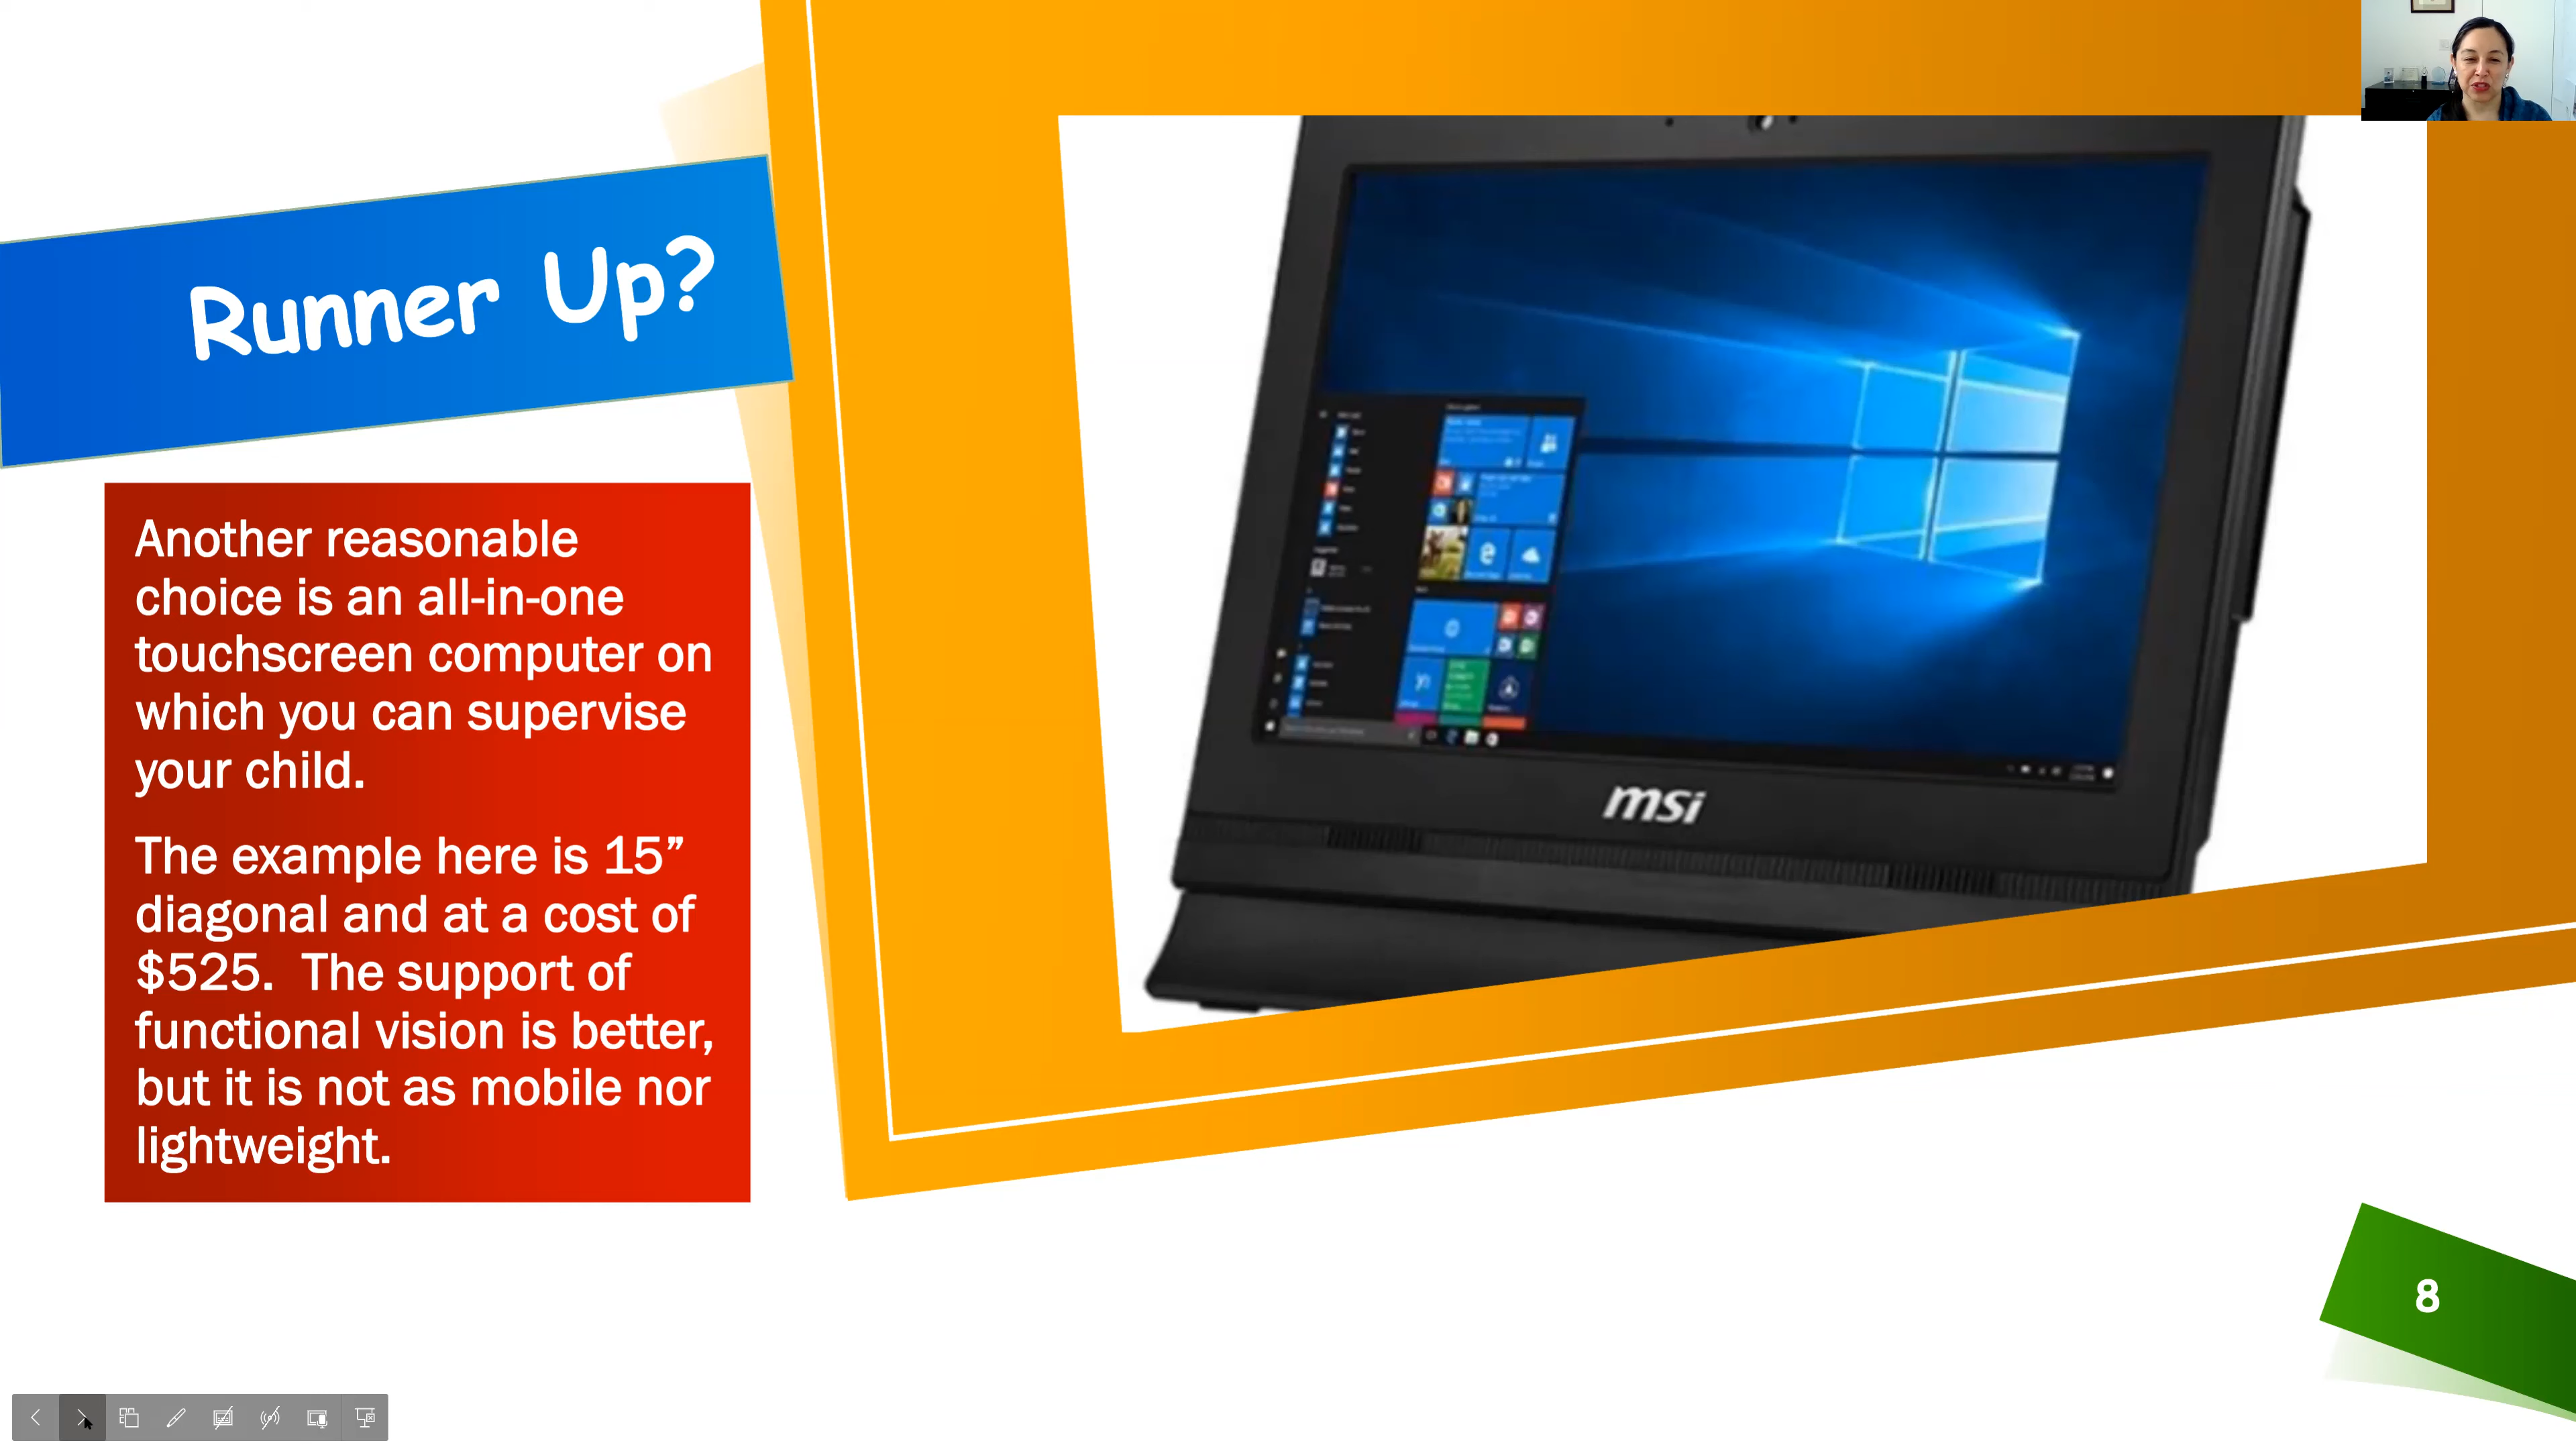 Runner Up?
Another reasonable
choice is an all-in-one
touchscreen computer on
which you can supervise
your child.
The example here is 15”
diagonal and at a cost of
$525.  The support of
functional vision is better,
but it is not as mobile nor
lightweight.
msi
8